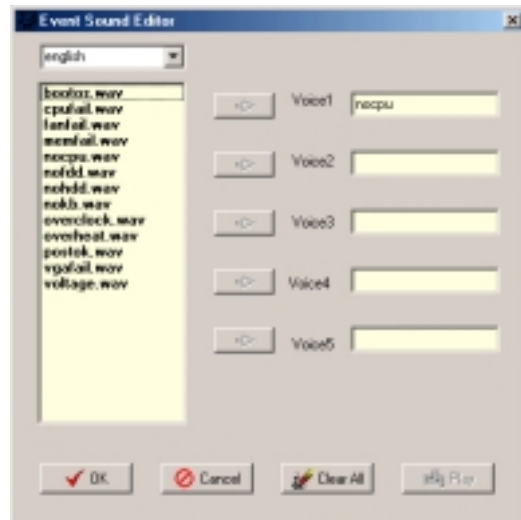 Event Sound Editor
english
bootos.wav
cpufail.wav
fanfail.wav
memfail.wav
nocpu.wav
nofdd.wav
nohdd.wav
nokb.wav
overclock.wav
overheat.wav
postok.wav
vgafail.wav
voltage.wav
Voice1
nocpu
Voice2
Voice3
Voice4
Voice5
OK
Cancel
Clear All
Play